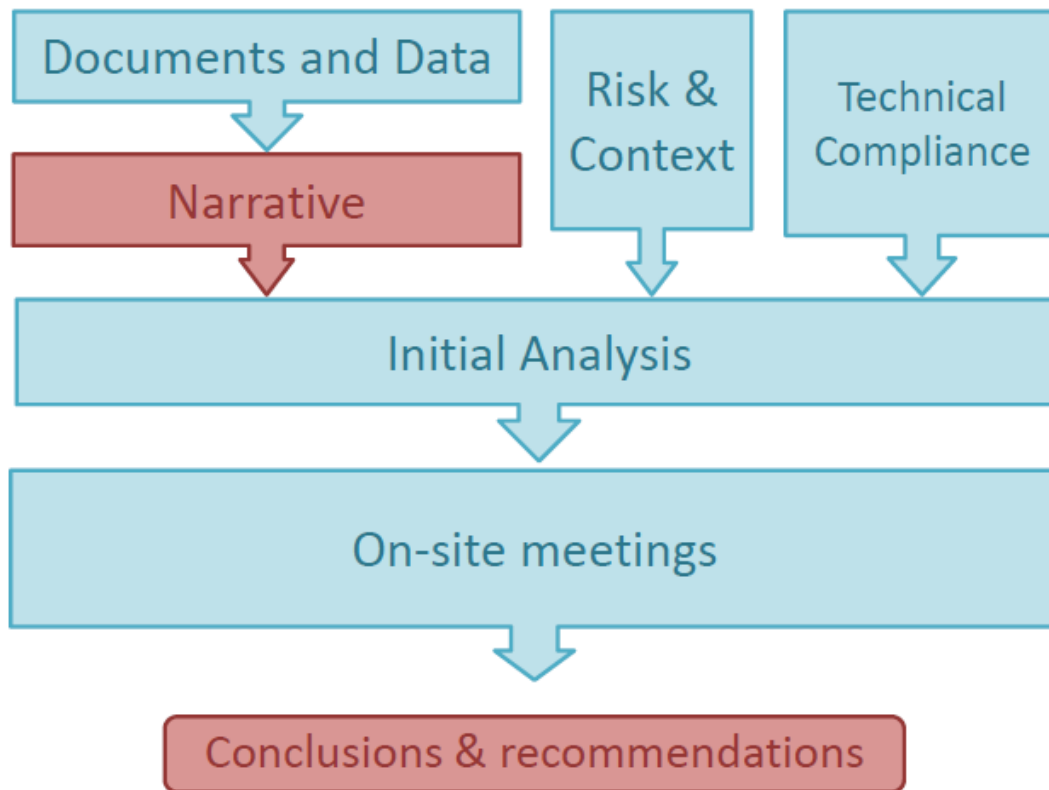 Documents and Data
Risk &
Context
Technical
Compliance
Narrative
Initial Analysis
On-site meetings
Conclusions & recommendations